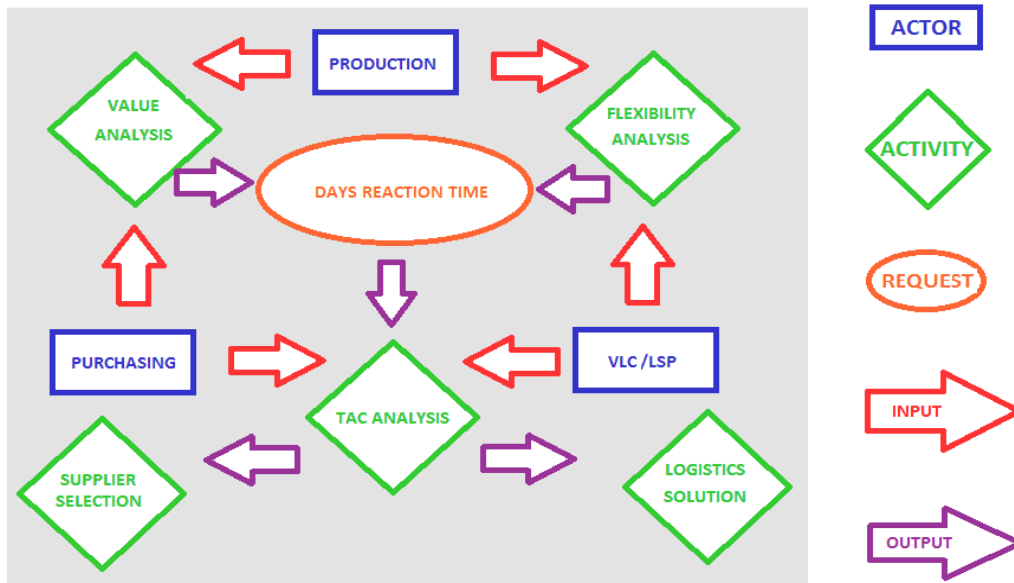 PRODUCTION
VALUE
ANALYSIS
FLEXIBILITY
ANALYSIS
DAYS REACTION TIME
PURCHASING
VLC /LSP
TAC ANALYSIS
SUPPLIER
SELECTION
LOGISTICS
SOLUTION
ACTOR
ACTIVITY
REQUEST
INPUT
OUTPUT